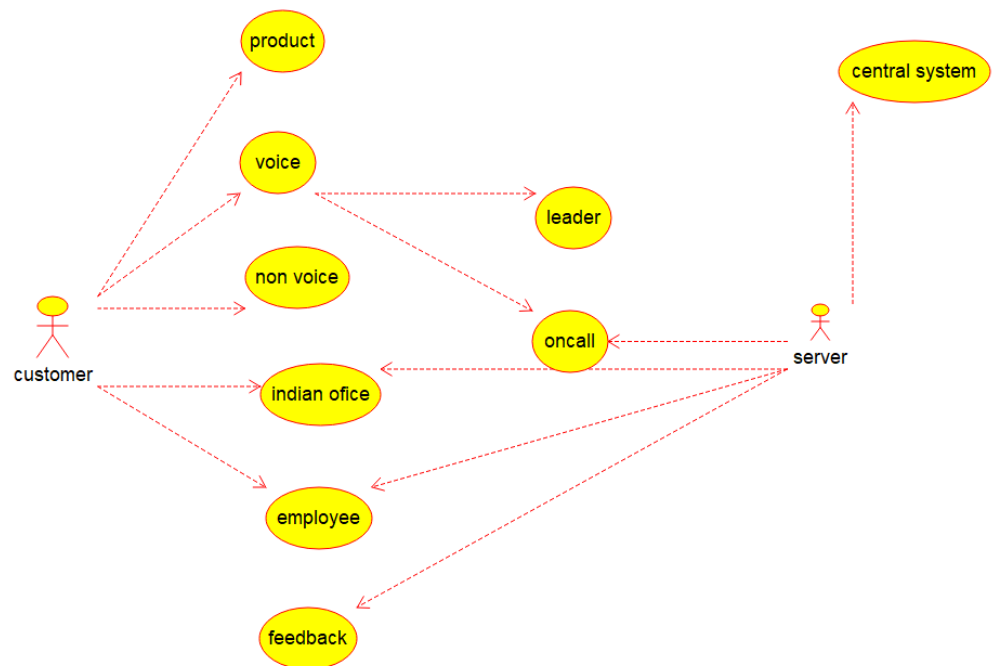 product
central system
voice
leader
non voice
oncall
server
customer
indian ofice
employee
feedback